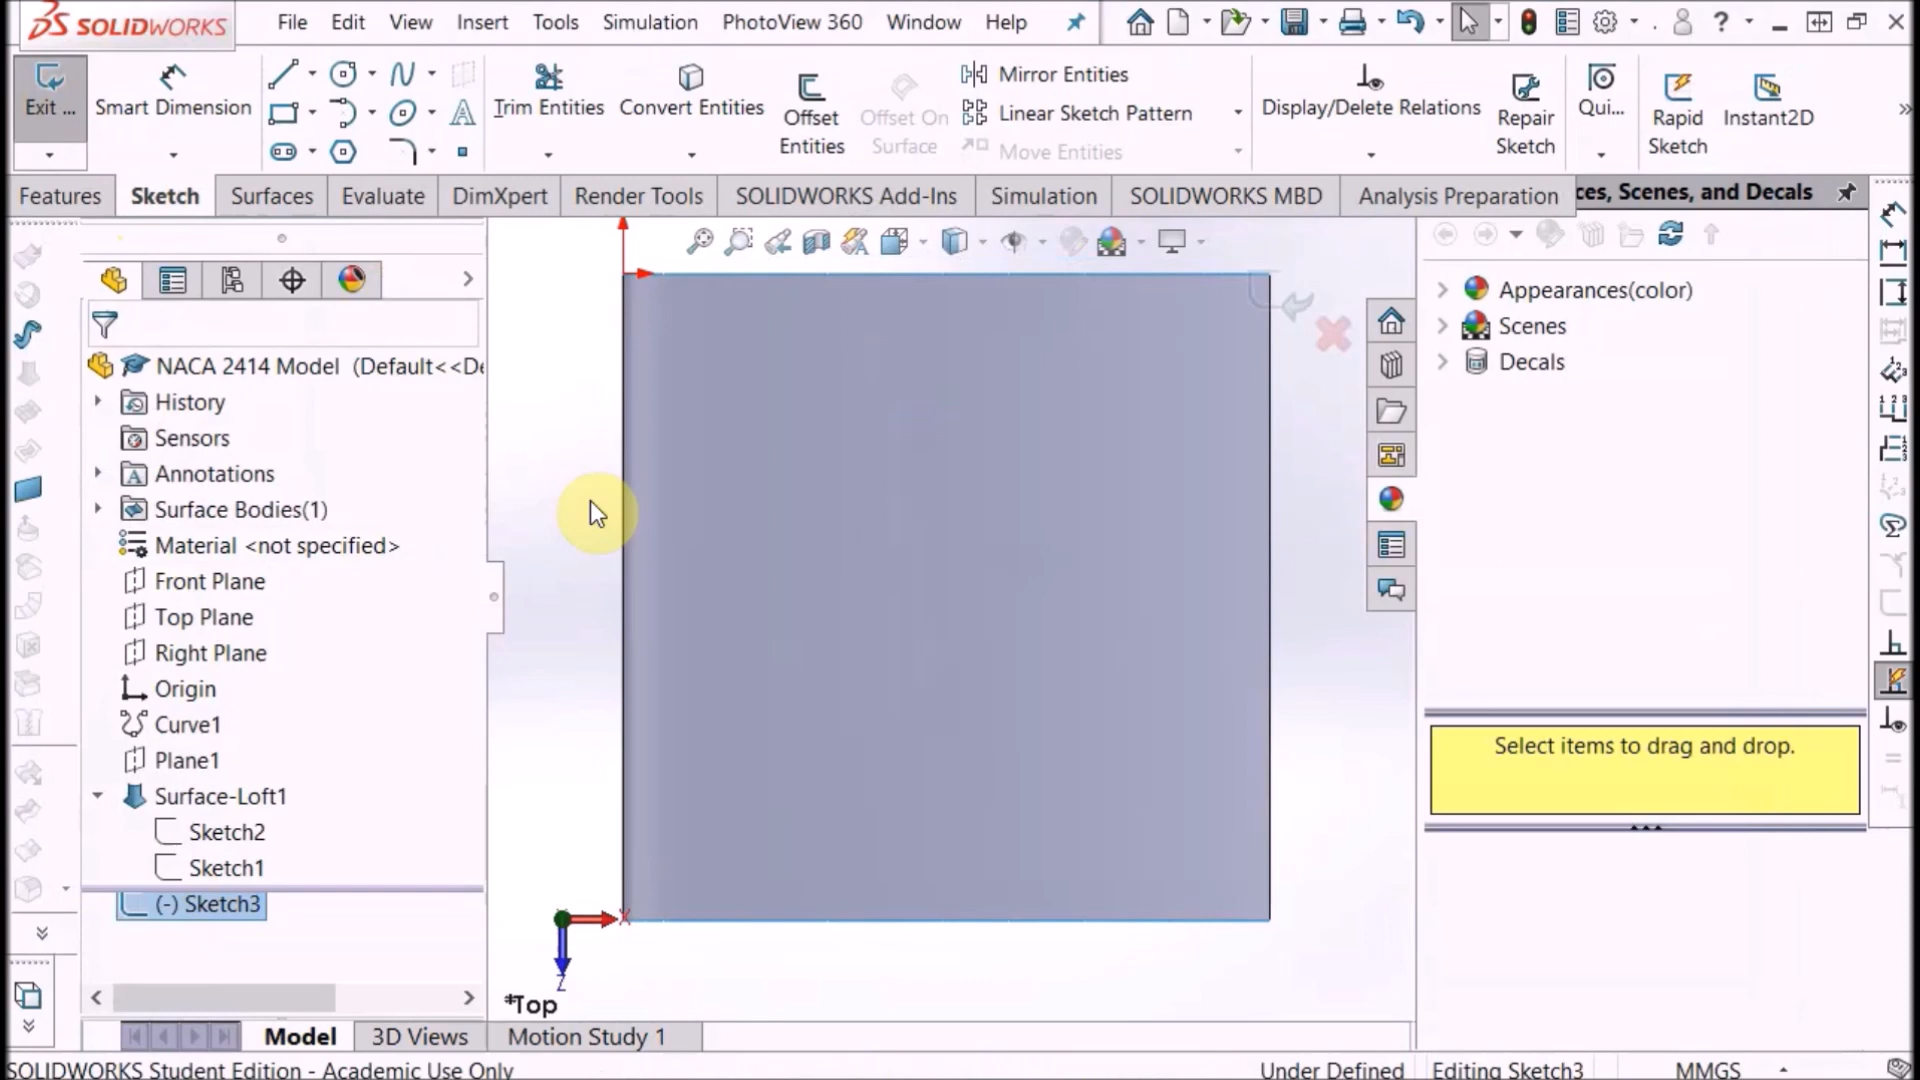 SOLIDWORKS
File Edit View Insert Tools Simulation PhotoView 360 Window Help
Exit ...
Smart Dimension
Trim Entities
Convert Entities
Offset Entities
Offset On Surface
Mirror Entities
Linear Sketch Pattern
Move Entities
Display/Delete Relations
Repair Sketch
Qui...
Rapid Sketch
Instant2D
Features Sketch Surfaces Evaluate DimXpert Render Tools SOLIDWORKS Add-Ins Simulation SOLIDWORKS MBD Analysis Preparation
ces, Scenes, and Decals
NACA 2414 Model (Default<<De
History
Sensors
Annotations
Surface Bodies(1)
Material <not specified>
Front Plane
Top Plane
Right Plane
Origin
Curve1
Plane1
Surface-Loft1
Sketch2
Sketch1
(-) Sketch3
Appearances(color)
Scenes
Decals
Select items to drag and drop.
X
Z
*Top
Model 3D Views Motion Study 1
SOLIDWORKS Student Edition - Academic Use Only
Under Defined Editing Sketch3 MMGS